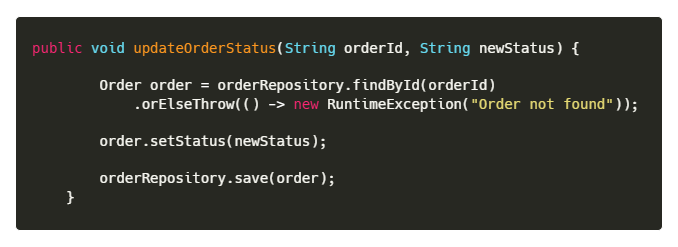 public void updateOrderStatus(String orderId, String newStatus) {
Order order = orderRepository.findById(orderId)
.orElseThrow(() -> new RuntimeException("Order not found"));
order.setStatus(newStatus);
orderRepository.save(order);
}